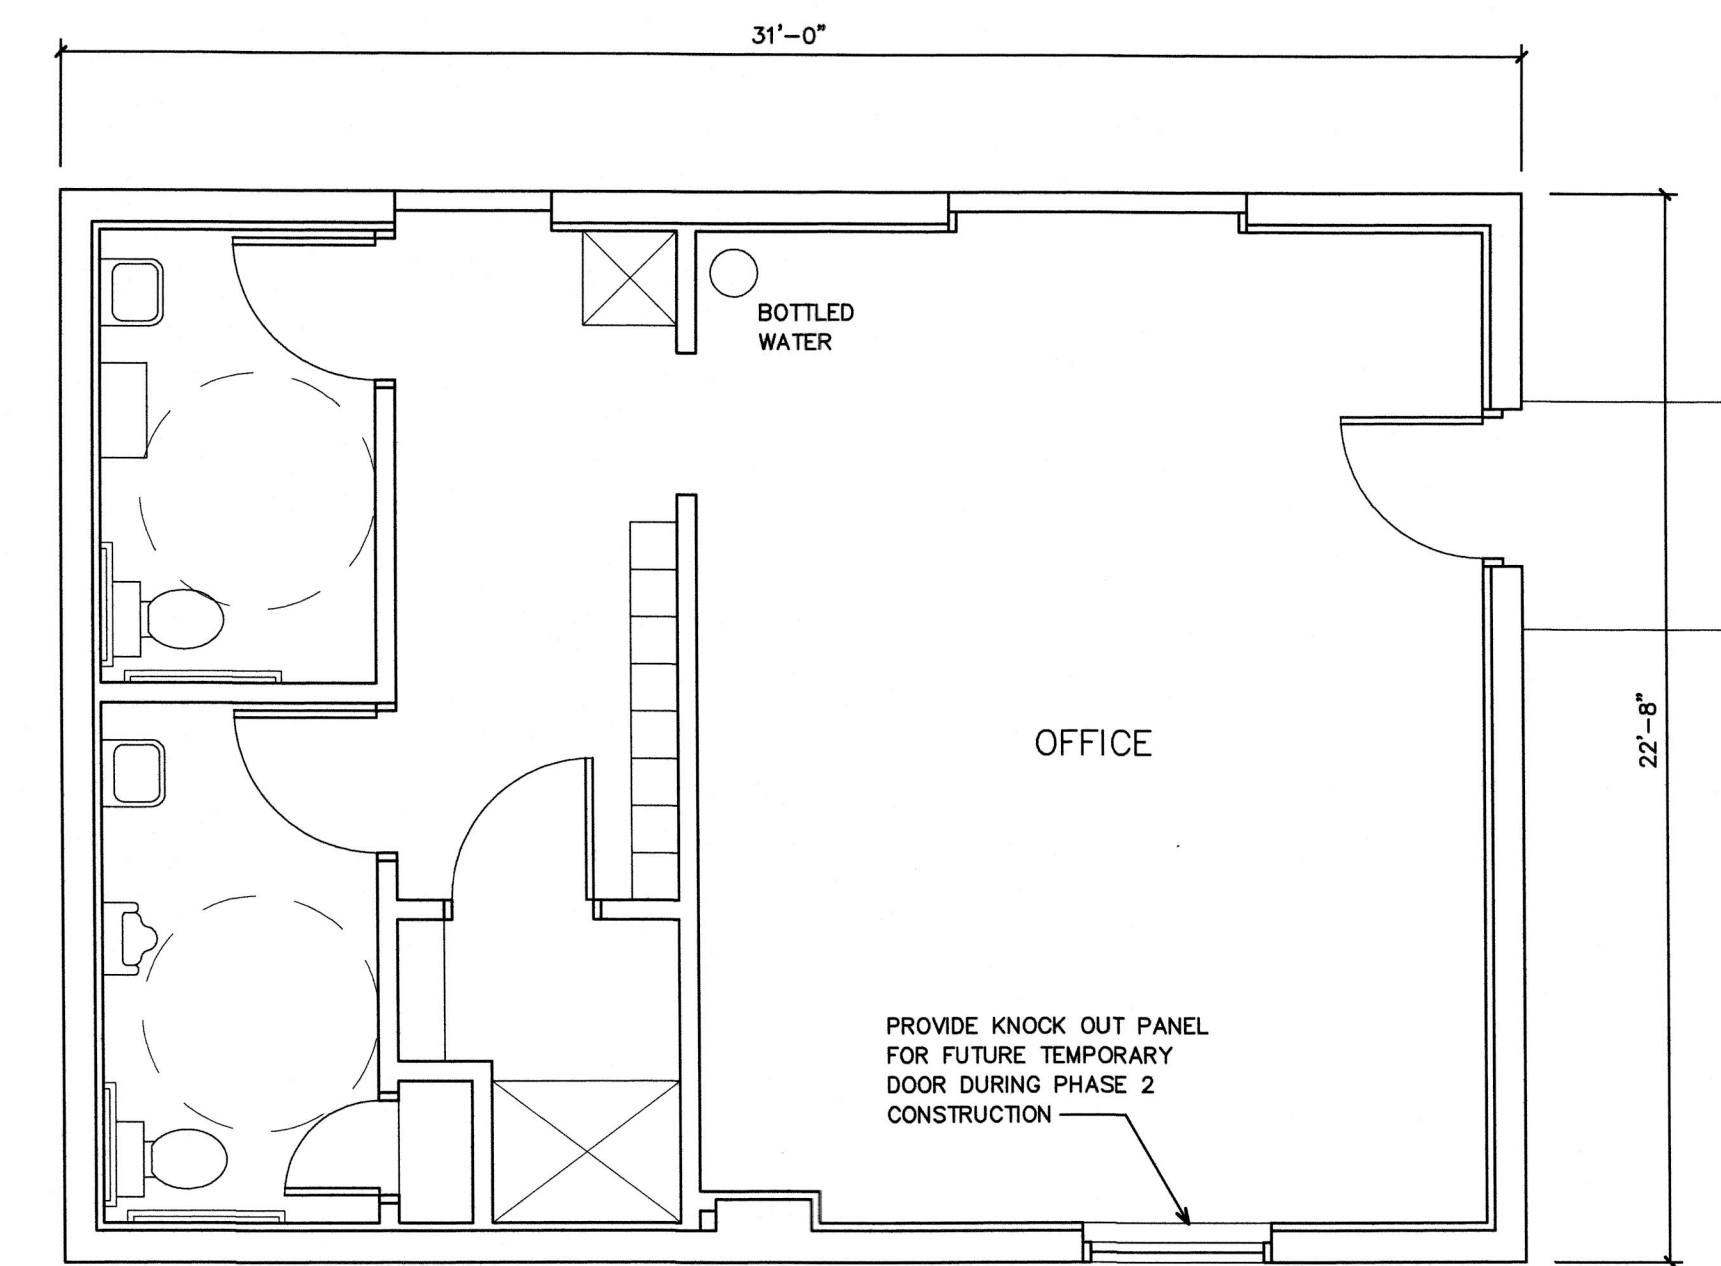 31'-0"
BOTTLED
WATER
OFFICE
22'-8"
PROVIDE KNOCK OUT PANEL
FOR FUTURE TEMPORARY
DOOR DURING PHASE 2
CONSTRUCTION